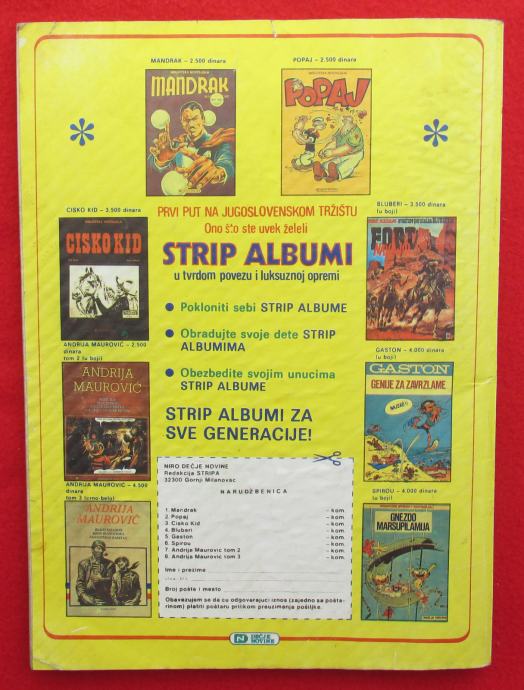 MANDRAK – 2.500 dinara
POPAJ – 2.500 dinara
MANDRAK
POPAJ
CISKO KID – 3.500 dinara
PRVI PUT NA JUGOSLOVENSKOM TRŽIŠTU
BLUBERI – 3.500 dinara
(u boji)
Ono što ste uvek želeli
STRIP ALBUMI
u tvrdom povezu i luksuznoj opremi
CISKO KID
FORT
• Pokloniti sebi STRIP ALBUME
• Obradujte svoje dete STRIP
ALBUMIMA
• Obezbedite svojim unucima
STRIP ALBUME
ANDRIJA MAUROVIĆ – 2.500
dinara
tom 2 (u boji)
GASTON – 4.000 dinara
(u boji)
ANDRIJA
MAUROVIĆ
GASTON
GENIJE ZA ZAVRZLAME
STRIP ALBUMI ZA
SVE GENERACIJE!
ANDRIJA MAUROVIĆ – 4.500
dinara
tom 3 (crno-belo)
SPIROU – 4.000 dinara
(u boji)
ANDRIJA
MAUROVIĆ
GNEZDO
MARSUPILAMIJA
NIRO DEČJE NOVINE
Redakcija STRIPA
32300 Gornji Milanovac
NARUDŽBENICA
1. Mandrak – kom.
2. Popaj – kom.
3. Cisko Kid – kom.
4. Bluberi – kom.
5. Gaston – kom.
6. Spirou – kom.
7. Andrija Maurovic tom 2 – kom.
8. Andrija Maurovic tom 3 – kom.
Ime i prezime
Broj pošte i mesto
Obavezujem se da ću odgovarajući iznos (zajedno sa pošta-
rinom) platiti poštaru prilikom preuzimanja pošiljke.
DEČJE
NOVINE